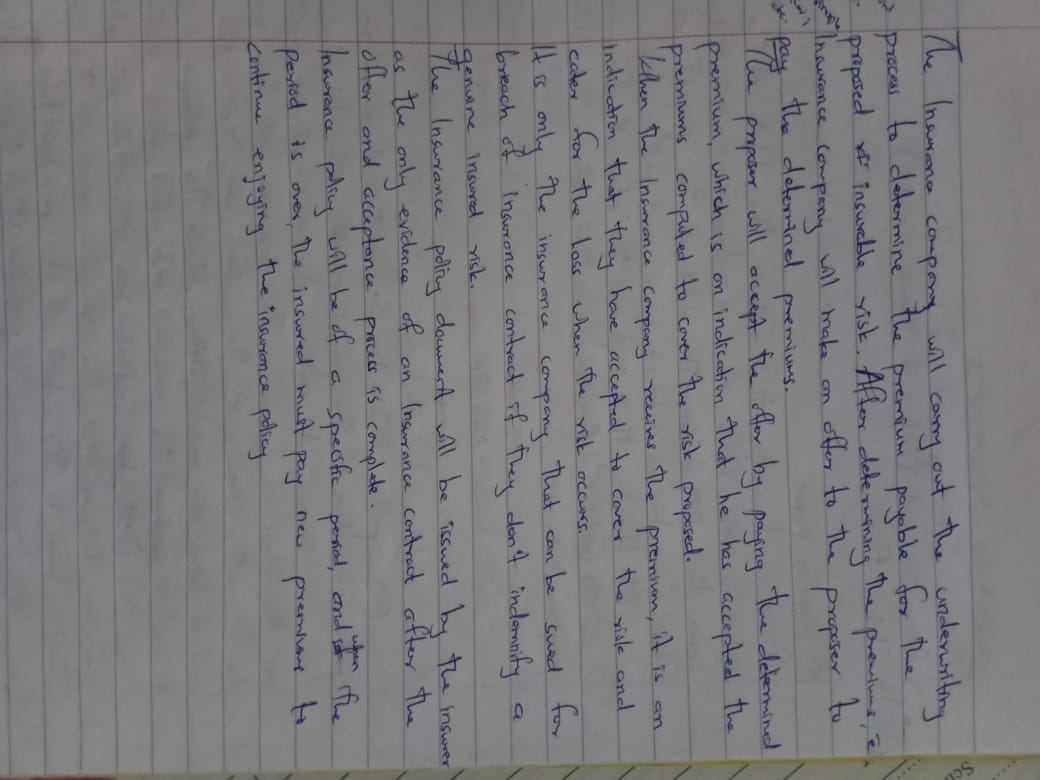 The Insurance company will carry out the underwriting
process to determine the premium payable for the
proposed insurable risk. After determining the premiums,
Insurance company will make an offer to the proposer to
pay the determined premiums.
The proposer will accept the offer by paying the determined
premium, which is an indication that he has accepted the
premiums computed to cover the risk proposed.
When the Insurance company receives the premium, it is an
indication that they have accepted to cover the risk and
cater for the loss when the risk occurs.
It is only the insurance company that can be sued for
breach of insurance contract if they don't indemnify a
genuine insured risk.
The Insurance policy document will be issued by the insurer
as the only evidence of an Insurance contract after the
offer and acceptance process is complete.
Insurance policy will be of a specific period, and when the
period is over, the insured must pay new premiums to
continue enjoying the insurance policy